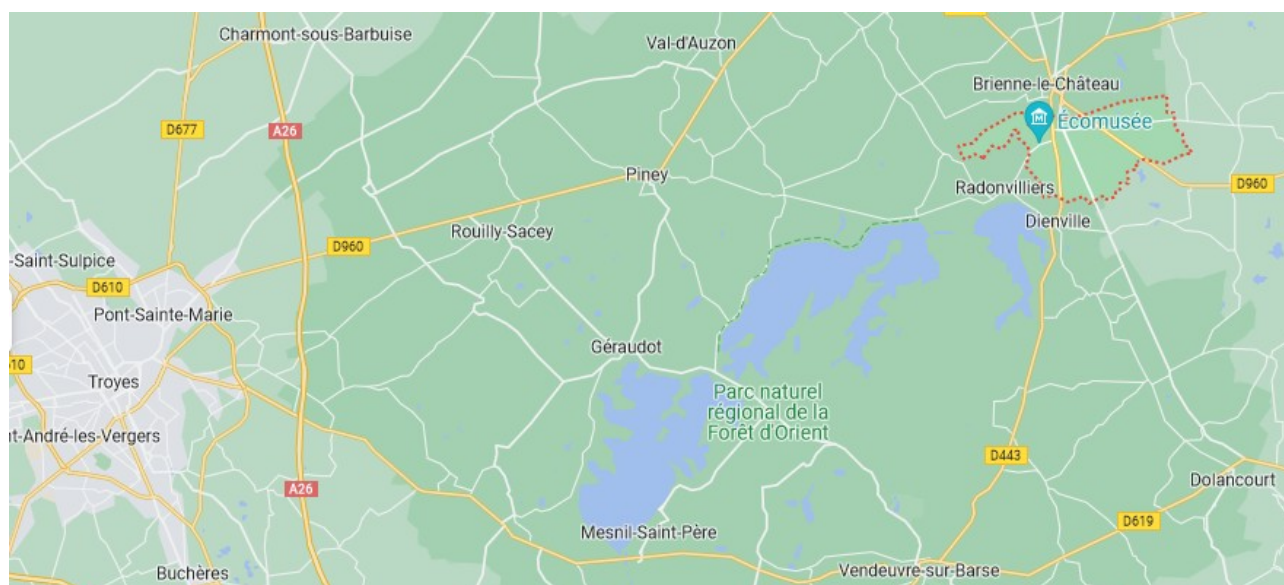 Charmont-sous-Barbuise
Val-d'Auzon
Brienne-le-Château
A26
D677
Écomusée
Piney
Radonvilliers
D960
Dienville
Rouilly-Sacey
D960
-Saint-Sulpice
D610
Pont-Sainte-Marie
Géraudot
10
Troyes
Parc naturel
régional de la
Forêt d'Orient
nt-André-les-Vergers
D443
Dolancourt
A26
D619
Mesnil-Saint-Père
Buchères
Vendeuvre-sur-Barse